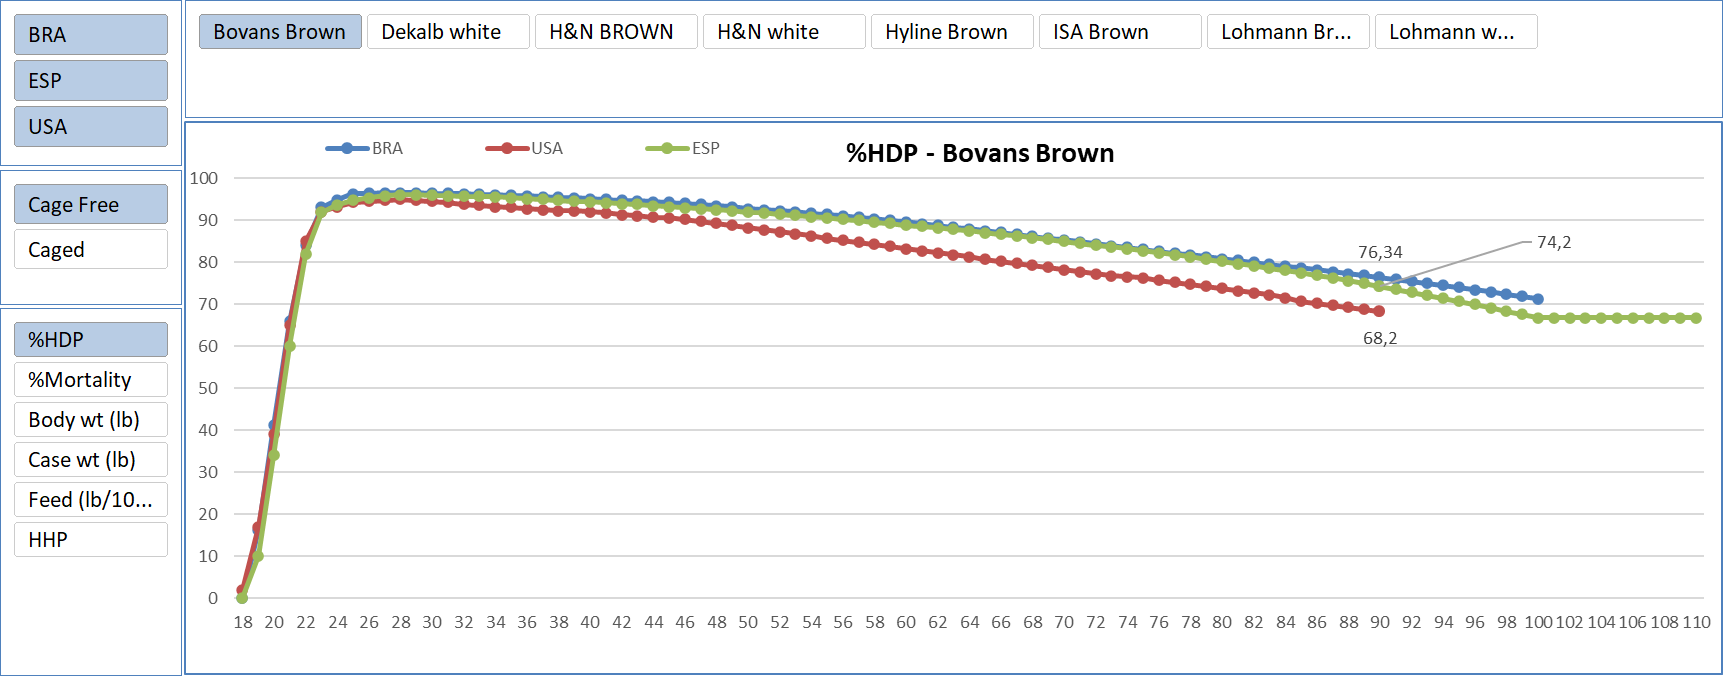 BRA
ESP
USA
Cage Free
Caged
%HDP
%Mortality
Body wt (lb)
Case wt (lb)
Feed (lb/10...
HHP
Bovans Brown Dekalb white H&N BROWN H&N white Hyline Brown ISA Brown Lohmann Br... Lohmann w...
BRA USA ESP
%HDP - Bovans Brown
100
90
80
70
60
50
40
30
20
10
0
76,34
74,2
68,2
18 20 22 24 26 28 30 32 34 36 38 40 42 44 46 48 50 52 54 56 58 60 62 64 66 68 70 72 74 76 78 80 82 84 86 88 90 92 94 96 98 100 102 104 106 108 110